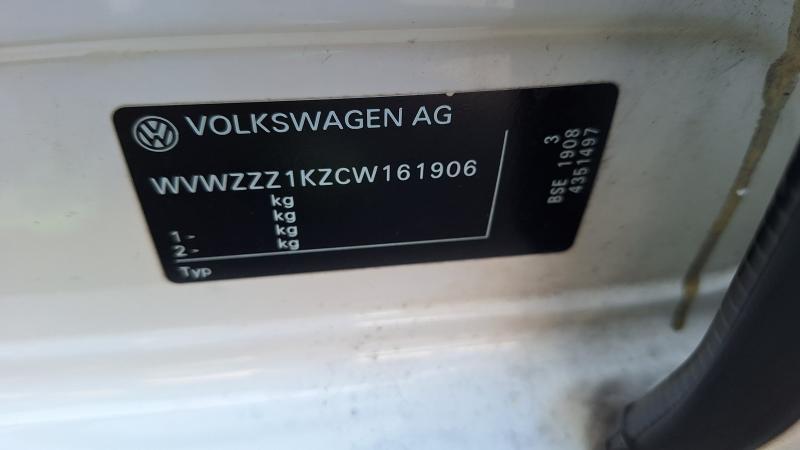 VOLKSWAGEN AG
WVWZZZ1KZCW161906
kg
kg
1 - kg
2 - kg
Typ
3
BSE 1908
4351497